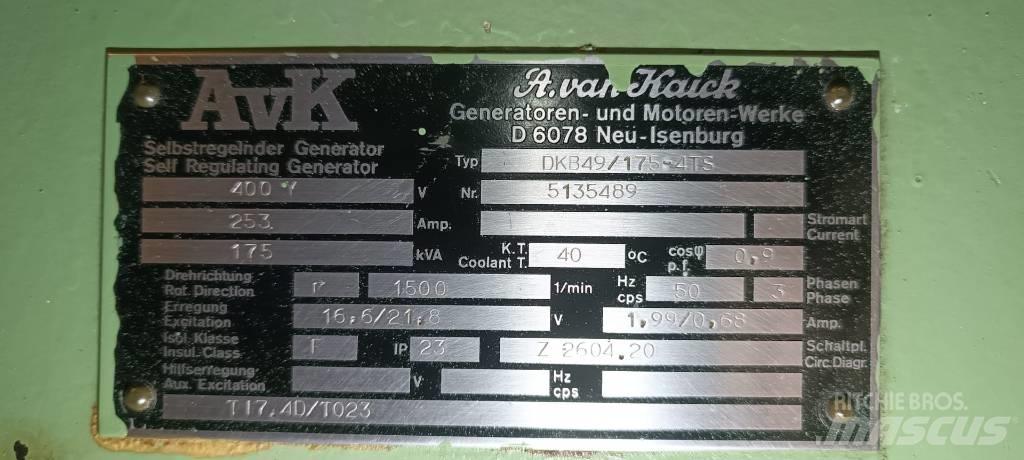 AvK
A. van Kaick
Generatoren- und Motoren-Werke
D 6078 Neu-Isenburg
Selbstregelnder Generator
Self Regulating Generator
Typ DKB49/175-4TS
400 Y V Nr. 5135489
253 Amp. Stromart Current
175 kVA K.T. Coolant T. 40 °C cosφ p.f. 0,9
Drehrichtung Rot. Direction 1500 1/min Hz cps 50 3 Phasen Phase
Erregung Excitation 16,6/21,8 V 1,99/0,68 Amp.
Isol. Klasse Insul. Class F IP 23 Z 2604.20 Schaltpl. Circ. Diagr.
Hilfserregung Aux. Excitation V Hz cps
T17.4D/T023
RITCHIE BROS.
MASCUS